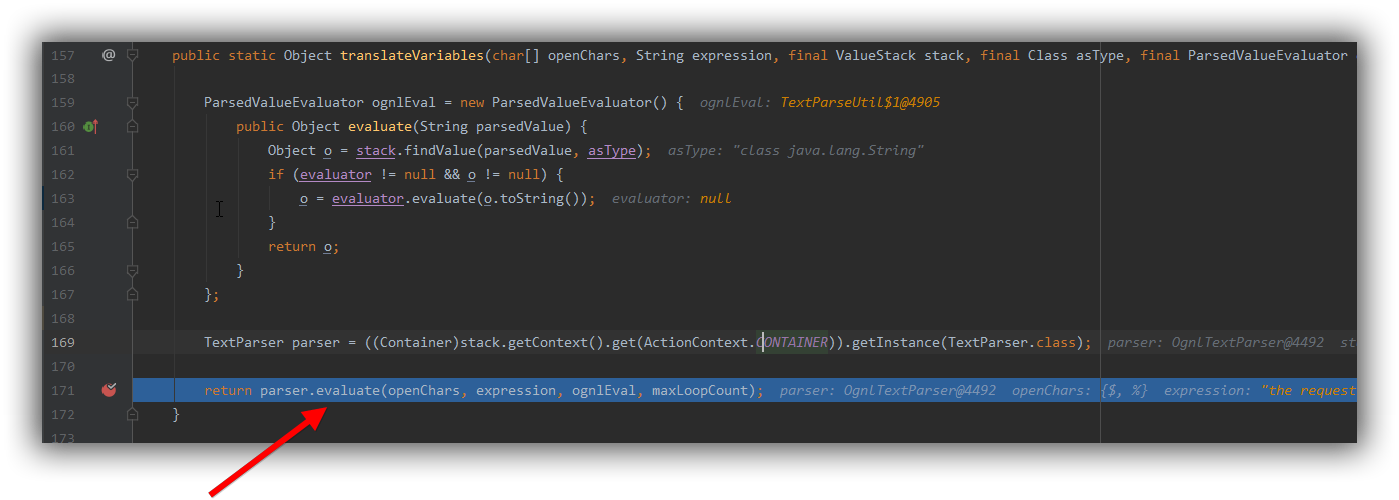 157 @ public static Object translateVariables(char[] openChars, String expression, final ValueStack stack, final Class asType, final ParsedValueEvaluator
158
159 ParsedValueEvaluator ognlEval = new ParsedValueEvaluator() { ognlEval: TextParseUtil$1@4905
160 public Object evaluate(String parsedValue) {
161 Object o = stack.findValue(parsedValue, asType); asType: "class java.lang.String"
162 if (evaluator != null && o != null) {
163 o = evaluator.evaluate(o.toString()); evaluator: null
164 }
165 return o;
166 }
167 };
168
169 TextParser parser = ((Container)stack.getContext().get(ActionContext.CONTAINER)).getInstance(TextParser.class); parser: OgnlTextParser@4492 st
170
171 return parser.evaluate(openChars, expression, ognlEval, maxLoopCount); parser: OgnlTextParser@4492 openChars: {$, %} expression: "the request
172 }
173